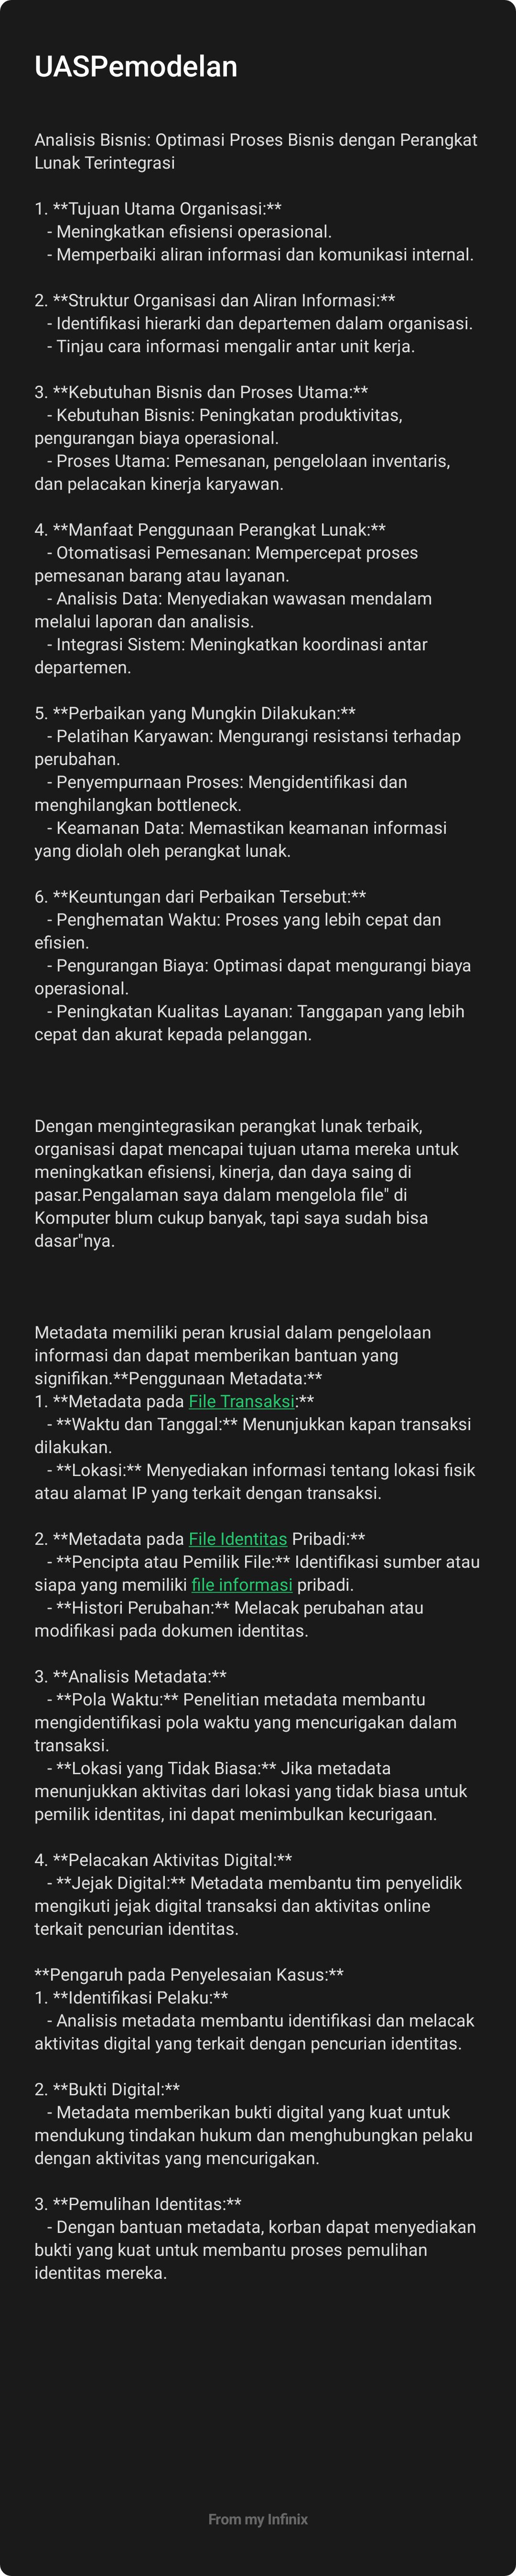 UASPemodelan
Analisis Bisnis: Optimasi Proses Bisnis dengan Perangkat
Lunak Terintegrasi
1. **Tujuan Utama Organisasi:**
- Meningkatkan efisiensi operasional.
- Memperbaiki aliran informasi dan komunikasi internal.
2. **Struktur Organisasi dan Aliran Informasi:**
- Identifikasi hierarki dan departemen dalam organisasi.
- Tinjau cara informasi mengalir antar unit kerja.
3. **Kebutuhan Bisnis dan Proses Utama:**
- Kebutuhan Bisnis: Peningkatan produktivitas,
pengurangan biaya operasional.
- Proses Utama: Pemesanan, pengelolaan inventaris,
dan pelacakan kinerja karyawan.
4. **Manfaat Penggunaan Perangkat Lunak:**
- Otomatisasi Pemesanan: Mempercepat proses
pemesanan barang atau layanan.
- Analisis Data: Menyediakan wawasan mendalam
melalui laporan dan analisis.
- Integrasi Sistem: Meningkatkan koordinasi antar
departemen.
5. **Perbaikan yang Mungkin Dilakukan:**
- Pelatihan Karyawan: Mengurangi resistansi terhadap
perubahan.
- Penyempurnaan Proses: Mengidentifikasi dan
menghilangkan bottleneck.
- Keamanan Data: Memastikan keamanan informasi
yang diolah oleh perangkat lunak.
6. **Keuntungan dari Perbaikan Tersebut:**
- Penghematan Waktu: Proses yang lebih cepat dan
efisien.
- Pengurangan Biaya: Optimasi dapat mengurangi biaya
operasional.
- Peningkatan Kualitas Layanan: Tanggapan yang lebih
cepat dan akurat kepada pelanggan.
Dengan mengintegrasikan perangkat lunak terbaik,
organisasi dapat mencapai tujuan utama mereka untuk
meningkatkan efisiensi, kinerja, dan daya saing di
pasar.Pengalaman saya dalam mengelola file" di
Komputer blum cukup banyak, tapi saya sudah bisa
dasar"nya.
Metadata memiliki peran krusial dalam pengelolaan
informasi dan dapat memberikan bantuan yang
signifikan.**Penggunaan Metadata:**
1. **Metadata pada File Transaksi:**
- **Waktu dan Tanggal:** Menunjukkan kapan transaksi
dilakukan.
- **Lokasi:** Menyediakan informasi tentang lokasi fisik
atau alamat IP yang terkait dengan transaksi.
2. **Metadata pada File Identitas Pribadi:**
- **Pencipta atau Pemilik File:** Identifikasi sumber atau
siapa yang memiliki file informasi pribadi.
- **Histori Perubahan:** Melacak perubahan atau
modifikasi pada dokumen identitas.
3. **Analisis Metadata:**
- **Pola Waktu:** Penelitian metadata membantu
mengidentifikasi pola waktu yang mencurigakan dalam
transaksi.
- **Lokasi yang Tidak Biasa:** Jika metadata
menunjukkan aktivitas dari lokasi yang tidak biasa untuk
pemilik identitas, ini dapat menimbulkan kecurigaan.
4. **Pelacakan Aktivitas Digital:**
- **Jejak Digital:** Metadata membantu tim penyelidik
mengikuti jejak digital transaksi dan aktivitas online
terkait pencurian identitas.
**Pengaruh pada Penyelesaian Kasus:**
1. **Identifikasi Pelaku:**
- Analisis metadata membantu identifikasi dan melacak
aktivitas digital yang terkait dengan pencurian identitas.
2. **Bukti Digital:**
- Metadata memberikan bukti digital yang kuat untuk
mendukung tindakan hukum dan menghubungkan pelaku
dengan aktivitas yang mencurigakan.
3. **Pemulihan Identitas:**
- Dengan bantuan metadata, korban dapat menyediakan
bukti yang kuat untuk membantu proses pemulihan
identitas mereka.
From my Infinix